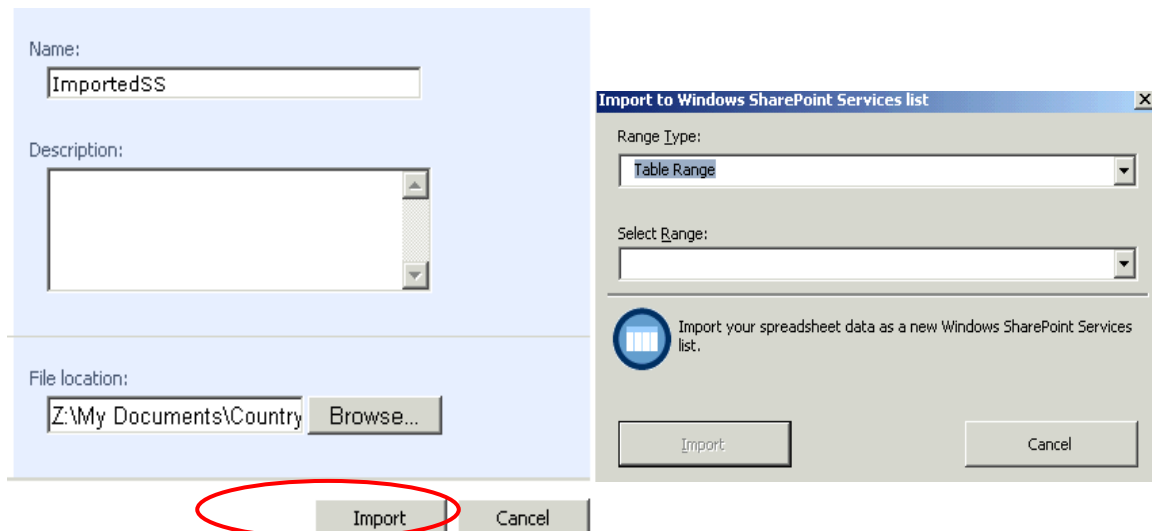 Name:
ImportedSS
Description:
File location:
Z:\My Documents\Country
Browse...
Import
Cancel
Import to Windows SharePoint Services list
Range Type:
Table Range
Select Range:
Import your spreadsheet data as a new Windows SharePoint Services
list.
Import
Cancel